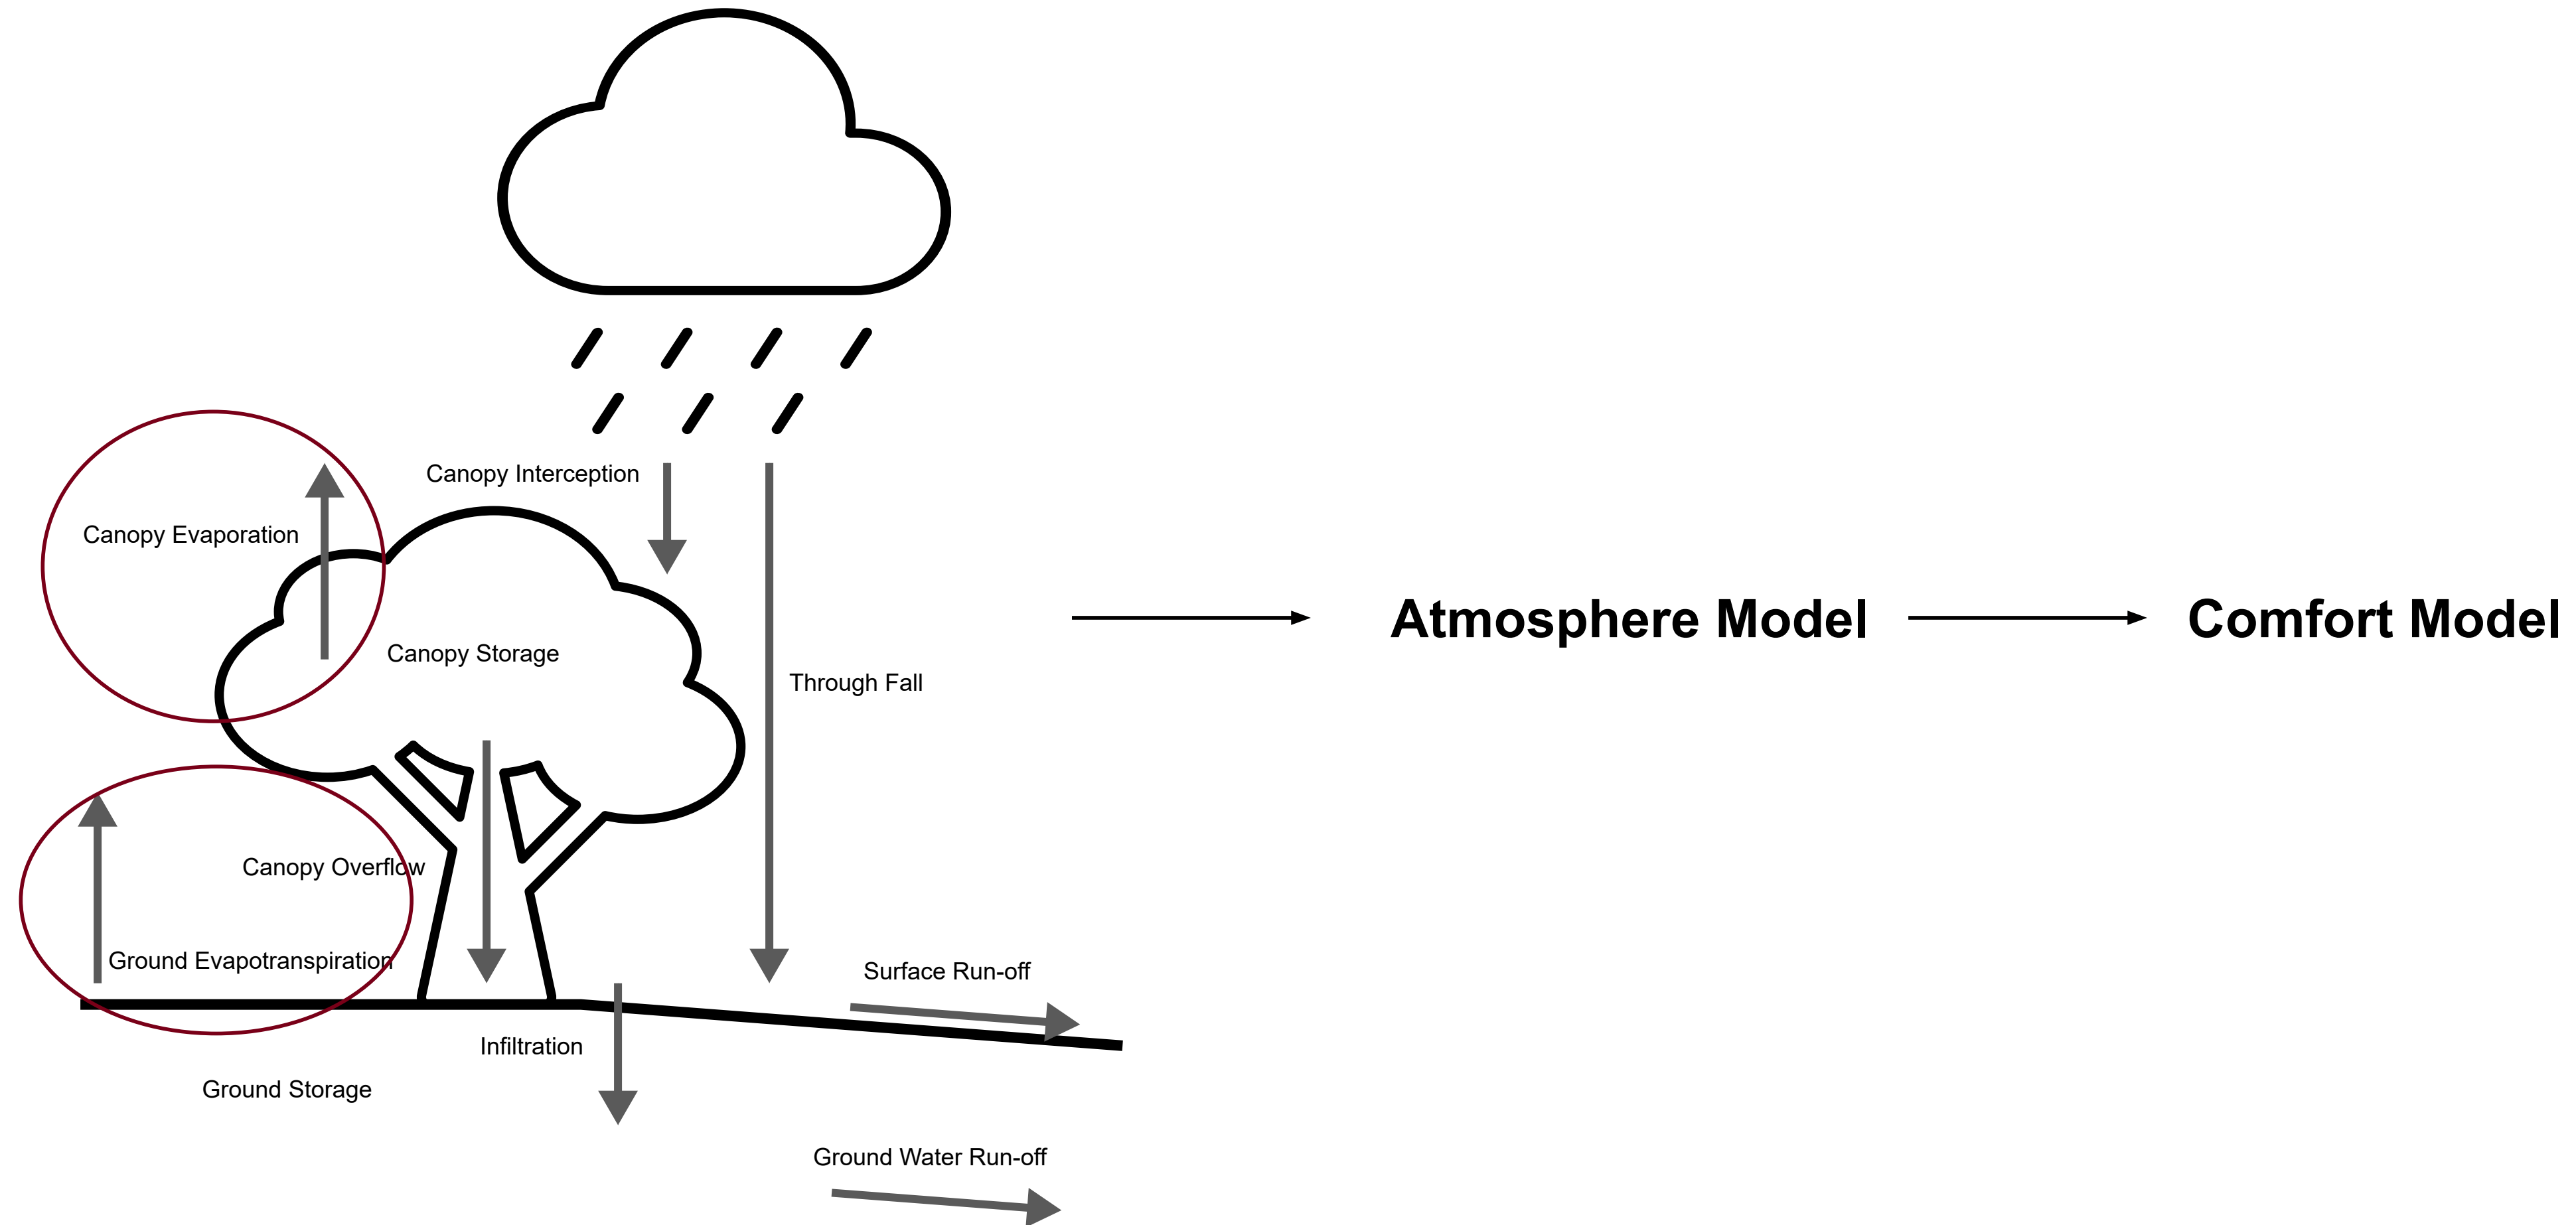 Canopy Interception
Canopy Evaporation
Canopy Storage
Through Fall
Atmosphere Model
Comfort Model
Canopy Overflow
Ground Evapotranspiration
Surface Run-off
Infiltration
Ground Storage
Ground Water Run-off